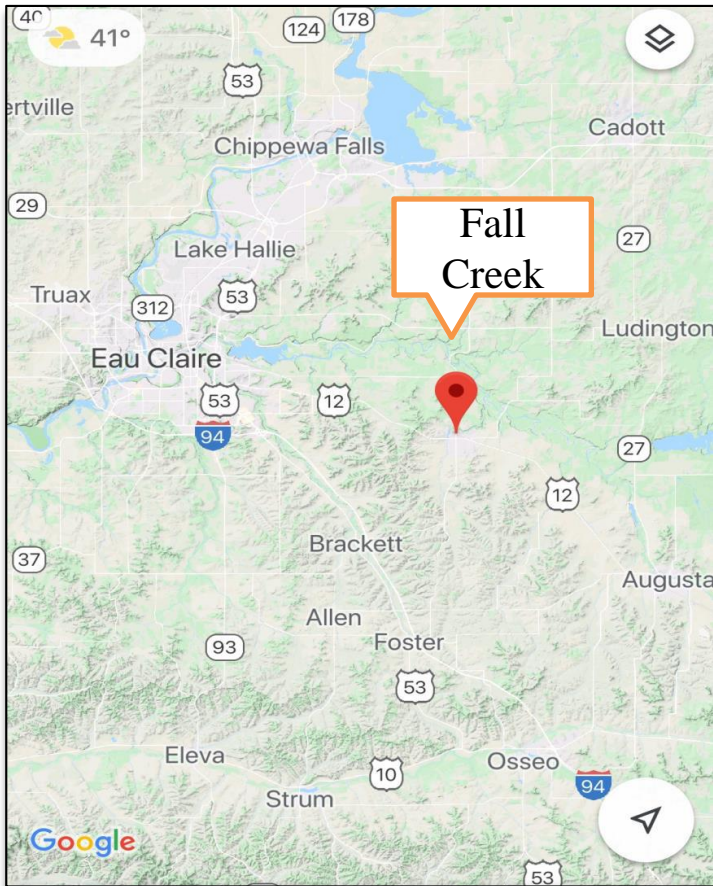 40
41°
124
178
53
ertville
Cadott
Chippewa Falls
29
Fall
Creek
27
Lake Hallie
Truax
53
312
Ludington
Eau Claire
53
12
94
27
12
Brackett
37
Augusta
Allen
93
Foster
53
Eleva
Osseo
10
94
Strum
Google
53